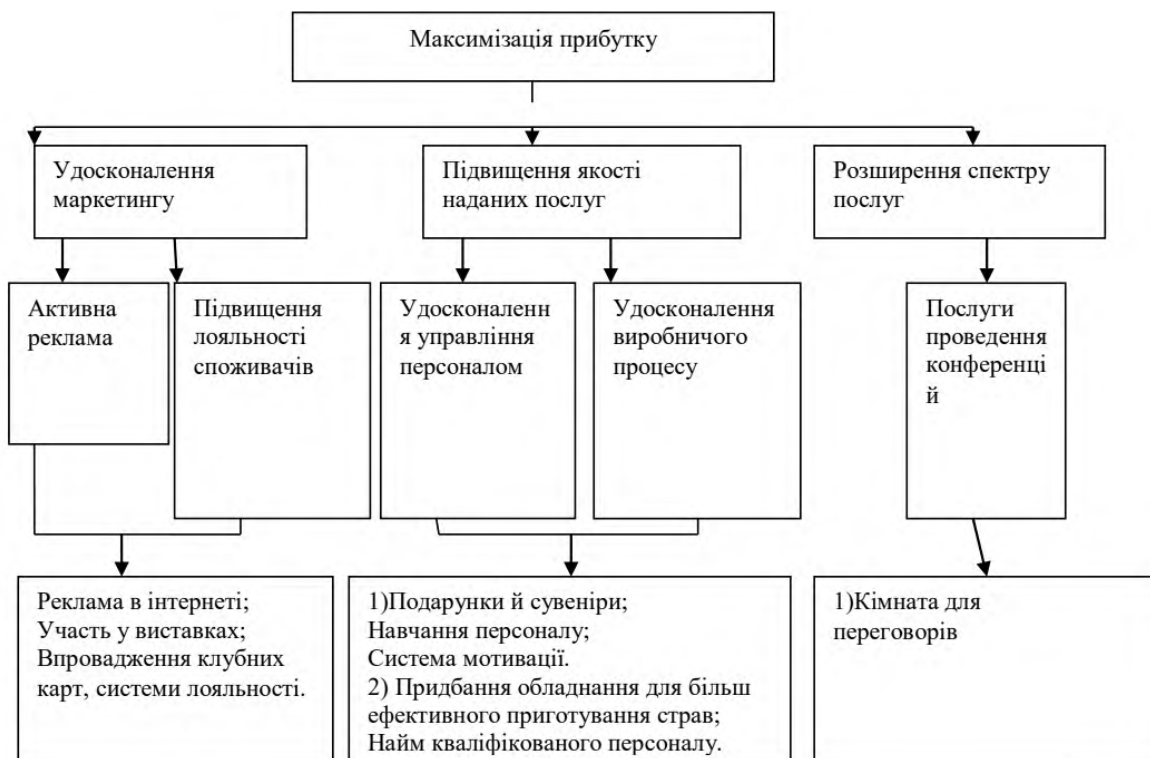 Максимізація прибутку
Удосконалення
маркетингу
Підвищення якості
наданих послуг
Розширення спектру
послуг
Активна
реклама
Підвищення
лояльності
споживачів
Удосконаленн
я управління
персоналом
Удосконалення
виробничого
процесу
Послуги
проведення
конференці
й
Реклама в інтернеті;
Участь у виставках;
Впровадження клубних
карт, системи лояльності.
1)Подарунки й сувеніри;
Навчання персоналу;
Система мотивації.
2) Придбання обладнання для більш
ефективного приготування страв;
Найм кваліфікованого персоналу.
1)Кімната для
переговорів